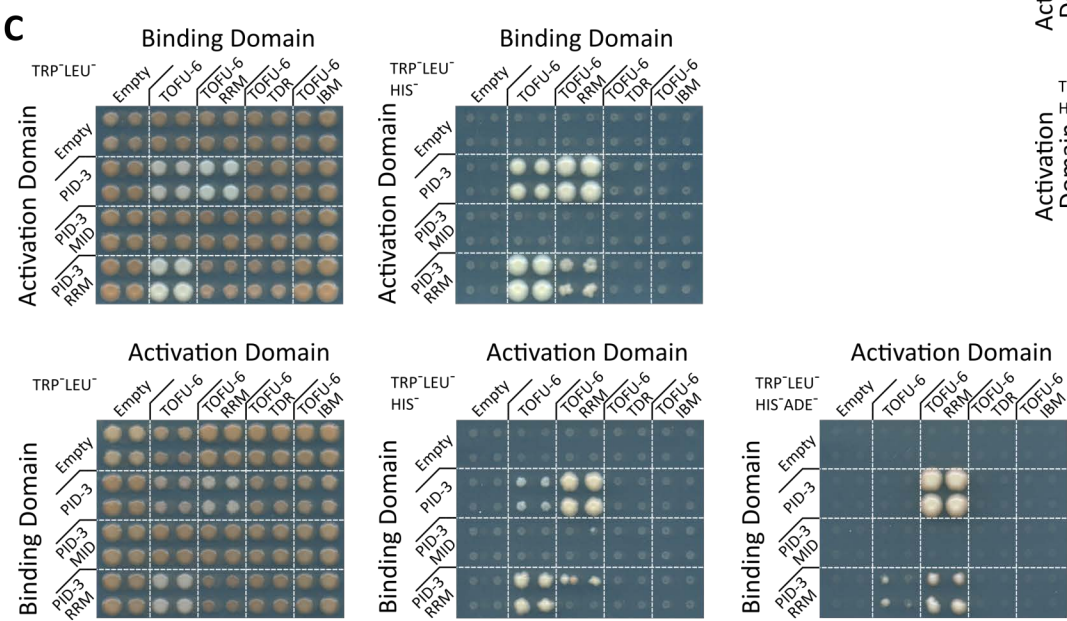 C
Binding Domain
TRP⁻LEU⁻
Empty
TOFU-6
TOFU-6
RRM
TOFU-6
TDR
TOFU-6
IBM
Activation Domain
Empty
PID-3
PID-3
MID
PID-3
RRM
Binding Domain
TRP⁻LEU⁻
HIS⁻
Empty
TOFU-6
TOFU-6
RRM
TOFU-6
TDR
TOFU-6
IBM
Activation Domain
Empty
PID-3
PID-3
MID
PID-3
RRM
Activation
Activation Domain
TRP⁻LEU⁻
Empty
TOFU-6
TOFU-6
RRM
TOFU-6
TDR
TOFU-6
IBM
Binding Domain
Empty
PID-3
PID-3
MID
PID-3
RRM
Activation Domain
TRP⁻LEU⁻
HIS⁻
Empty
TOFU-6
TOFU-6
RRM
TOFU-6
TDR
TOFU-6
IBM
Binding Domain
Empty
PID-3
PID-3
MID
PID-3
RRM
Activation Domain
TRP⁻LEU⁻
HIS⁻ADE⁻
Empty
TOFU-6
TOFU-6
RRM
TOFU-6
TDR
TOFU-6
IBM
Binding Domain
Empty
PID-3
PID-3
MID
PID-3
RRM